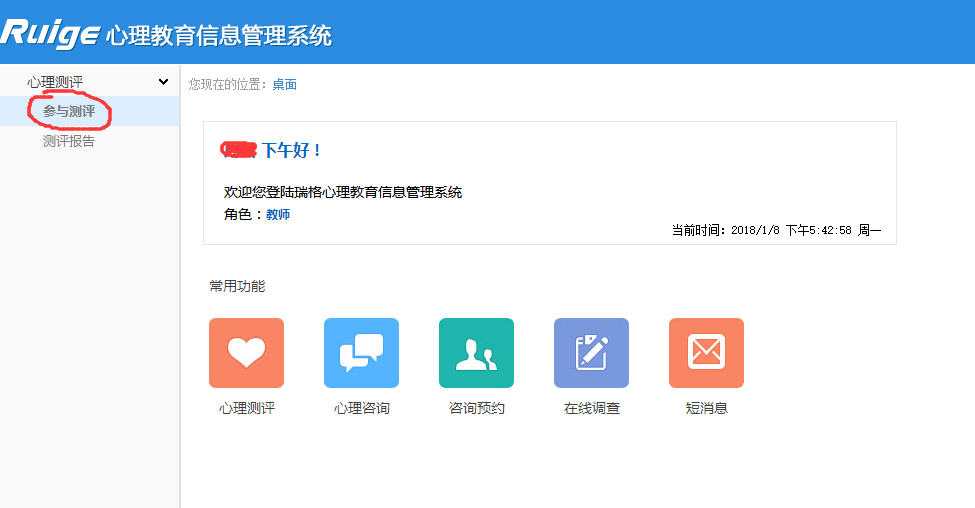 Ruige 心理教育信息管理系统
心理测评
参与测评
测评报告
您现在的位置：桌面
下午好！
欢迎您登陆瑞格心理教育信息管理系统
角色：教师
当前时间：2018/1/8 下午5:42:58 周一
常用功能
心理测评
心理咨询
咨询预约
在线调查
短消息